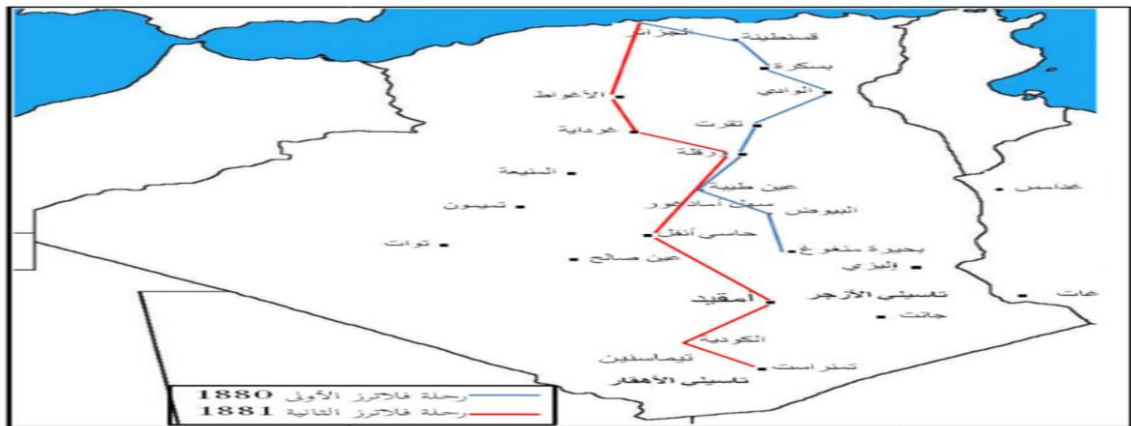 الجزائر
قسنطينة
بسكرة
الوادي
الأغواط
تقرت
غرداية
ورقلة
المنيعة
عين طيبة
غدامس
سهل أمادغور
البيوض
تميمون
حاسي أنفل
توات
بحيرة منغوغ
عين صالح
إليزي
أمقيد
تاسيلي الأزجر
غات
جانت
الكودية
تيماسنين
تمنراست
تاسيلي الأهقار
رحلة فلاترز الأولى 1880
رحلة فلاترز الثانية 1881